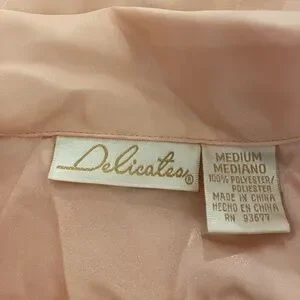 Delicates®
MEDIUM
MEDIANO
100% POLYESTER/
POLIESTER
MADE IN CHINA
HECHO EN CHINA
RN 93677